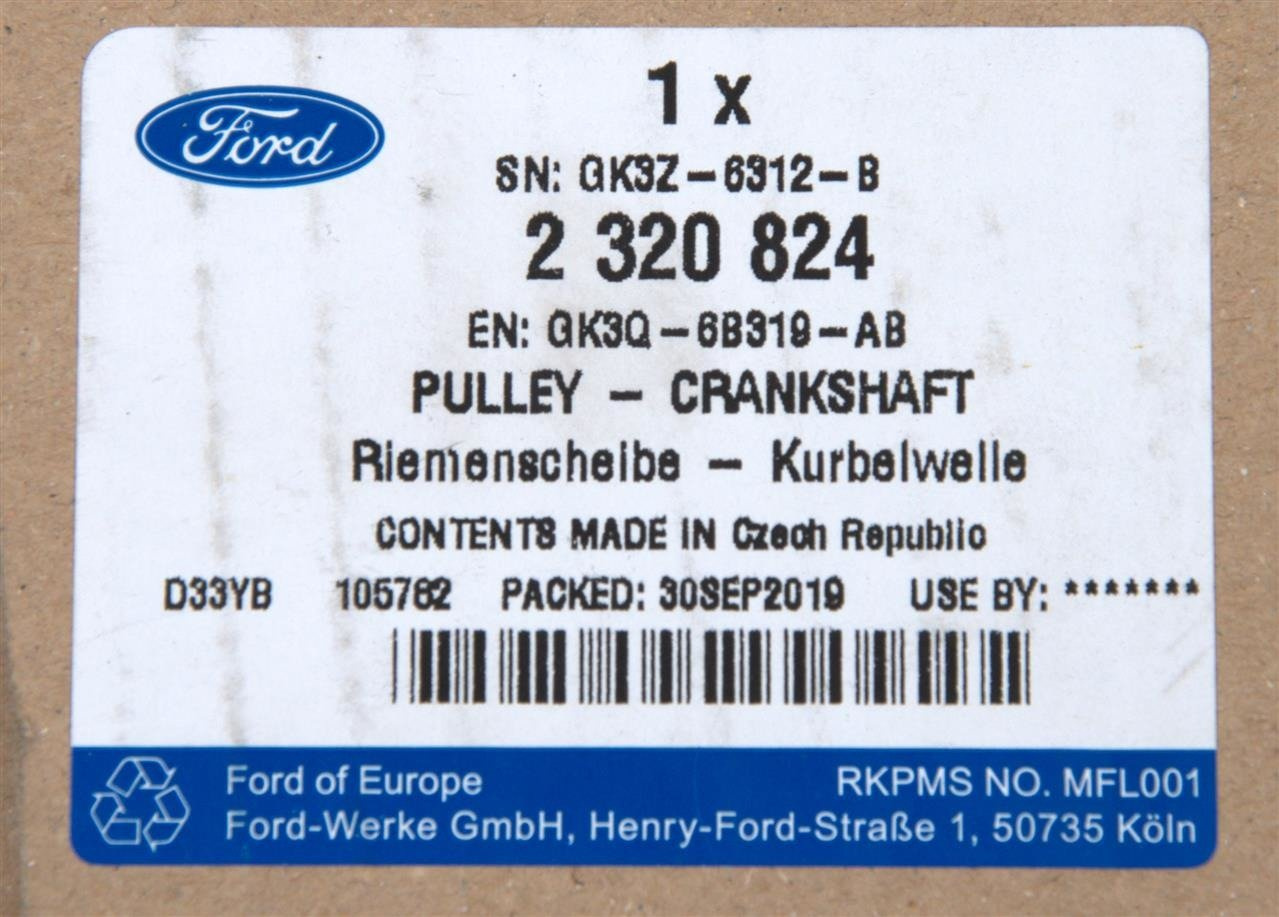 Ford
1 x
SN: GK3Z-6312-B
2 320 824
EN: GK3Q-6B319-AB
PULLEY - CRANKSHAFT
Riemenscheibe - Kurbelwelle
CONTENTS MADE IN Czech Republic
D33YB 105762 PACKED: 30SEP2019 USE BY: *******
Ford of Europe RKPMS NO. MFL001
Ford-Werke GmbH, Henry-Ford-Straße 1, 50735 Köln